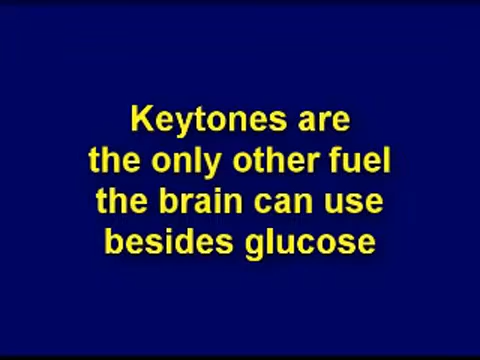 Keytones are
the only other fuel
the brain can use
besides glucose